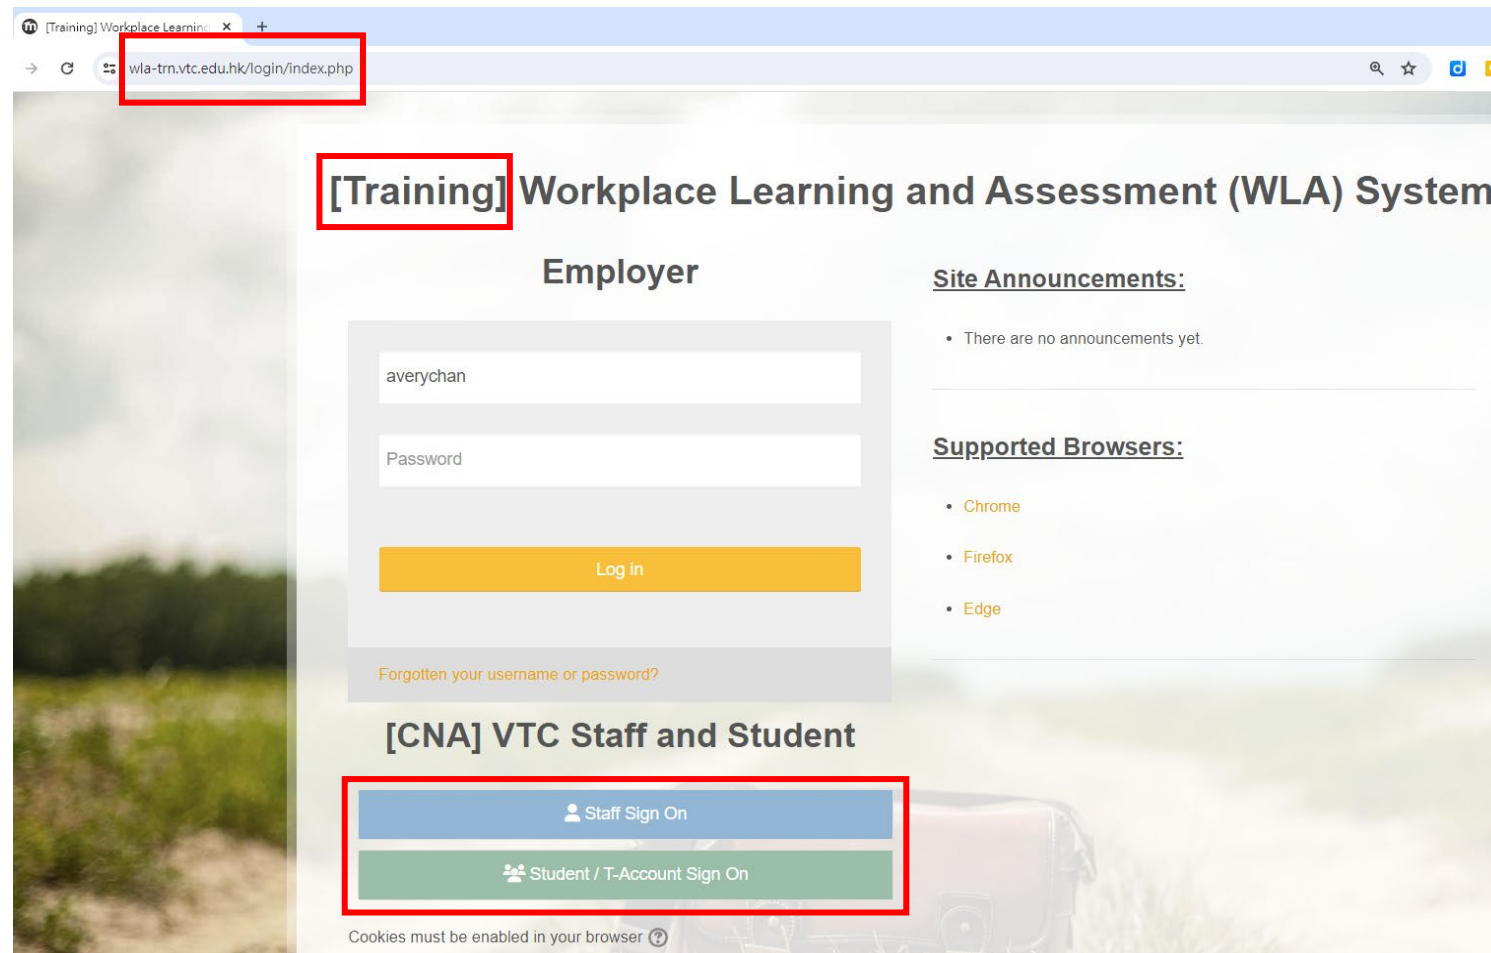 [Training] Workplace Learning
wla-trn.vtc.edu.hk/login/index.php
[Training] Workplace Learning and Assessment (WLA) System
Employer
averychan
Password
Log in
Forgotten your username or password?
[CNA] VTC Staff and Student
Staff Sign On
Student / T-Account Sign On
Cookies must be enabled in your browser
Site Announcements:
There are no announcements yet.
Supported Browsers:
Chrome
Firefox
Edge